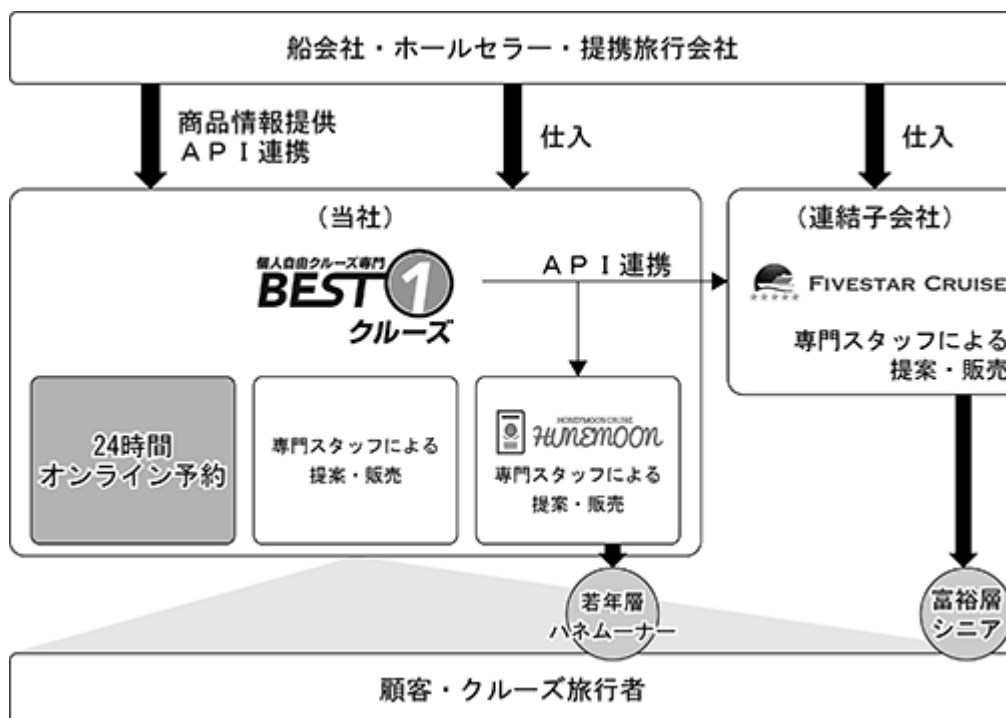 船会社・ホールセラー・提携旅行会社
商品情報提供
ＡＰＩ連携
仕入
仕入
（当社）
（連結子会社）
個人自由クルーズ専門
BEST1
クルーズ
ＡＰＩ連携
FIVESTAR CRUISE
専門スタッフによる
提案・販売
24時間
オンライン予約
専門スタッフによる
提案・販売
HONEYMOON CRUISE
HUNEMOON
専門スタッフによる
提案・販売
若年層
ハネムーナー
富裕層
シニア
顧客・クルーズ旅行者